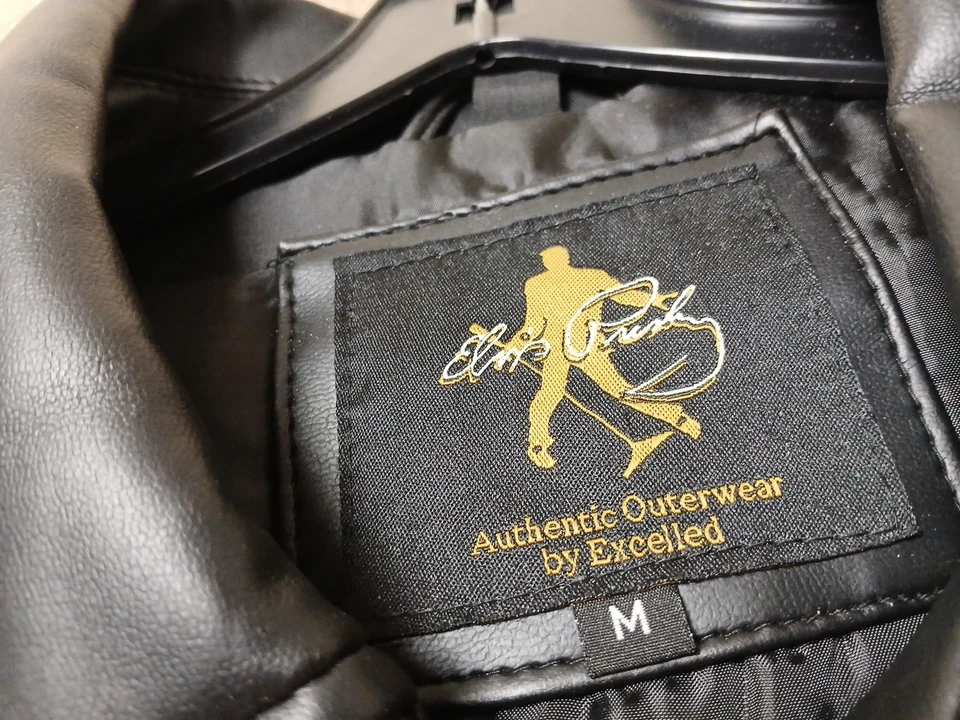 Elvis Presley
Authentic Outerwear
by Excelled
M